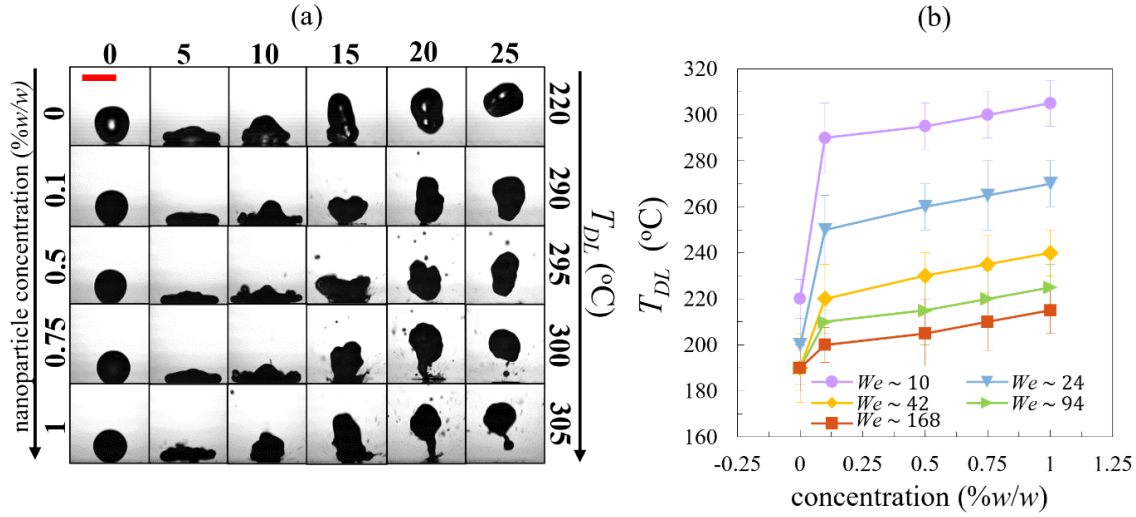 (a)
0 5 10 15 20 25
nanoparticle concentration (%w/w)
0
0.1
0.5
0.75
1
220
290
295
300
305
T_DL (°C)
(b)
320
300
280
260
240
220
200
180
160
T_DL (°C)
We ~ 10
We ~ 24
We ~ 42
We ~ 94
We ~ 168
-0.25 0 0.25 0.5 0.75 1 1.25
concentration (%w/w)